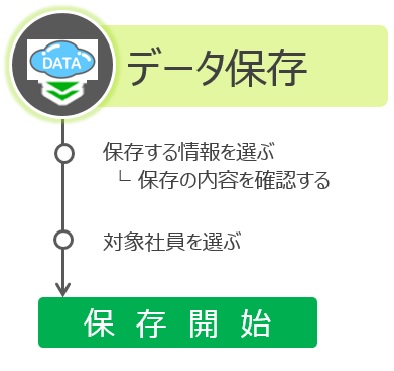 DATA
データ保存
保存する情報を選ぶ
└ 保存の内容を確認する
対象社員を選ぶ
保存開始